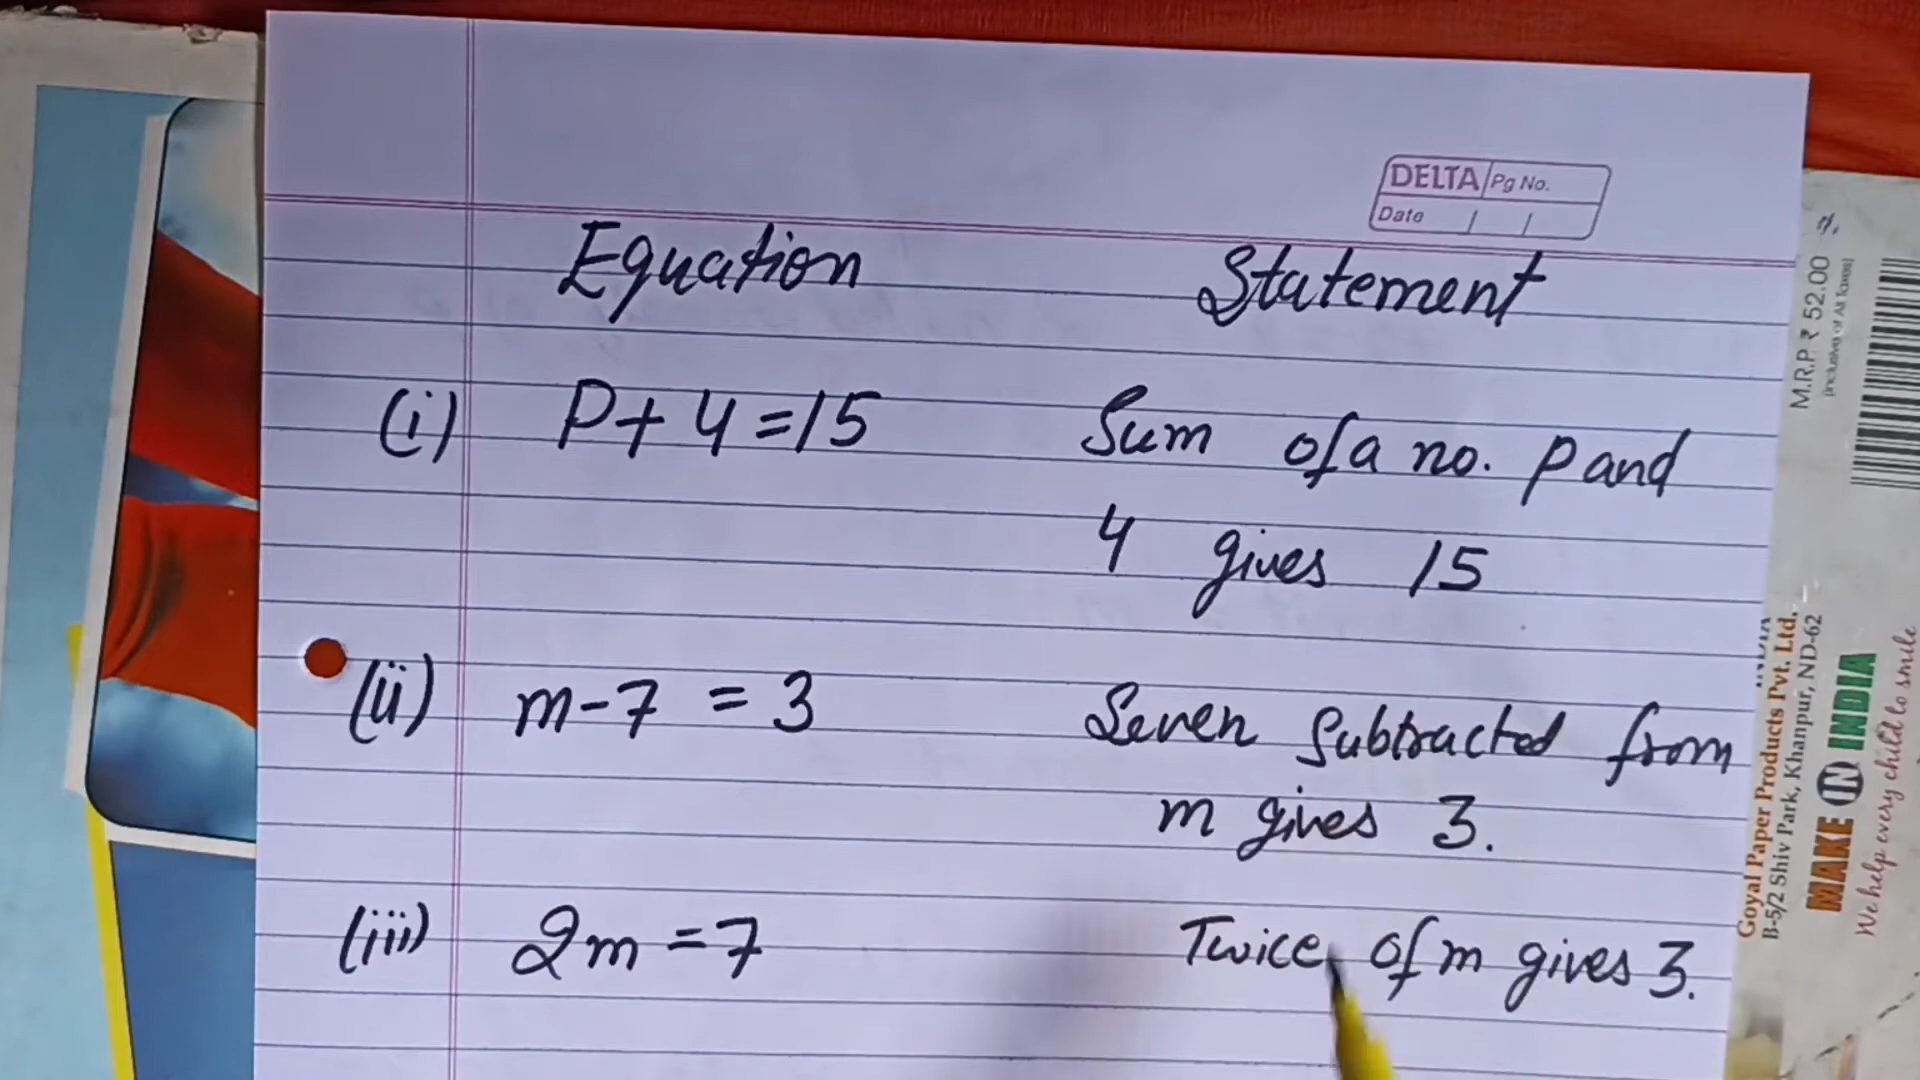 DELTA Pg No.
Date / /
Equation Statement
(i) P+4=15 Sum of a no. P and
4 gives 15
(ii) m-7 = 3 Seven Subtracted from
m gives 3.
(iii) 2m = 7 Twice of m gives 3.
M.R.P. ₹ 52.00
(Inclusive of All Taxes)
Goyal Paper Products Pvt. Ltd.
B-5/2 Shiv Park, Khanpur, ND-62
MAKE IN INDIA
We help every child to smile